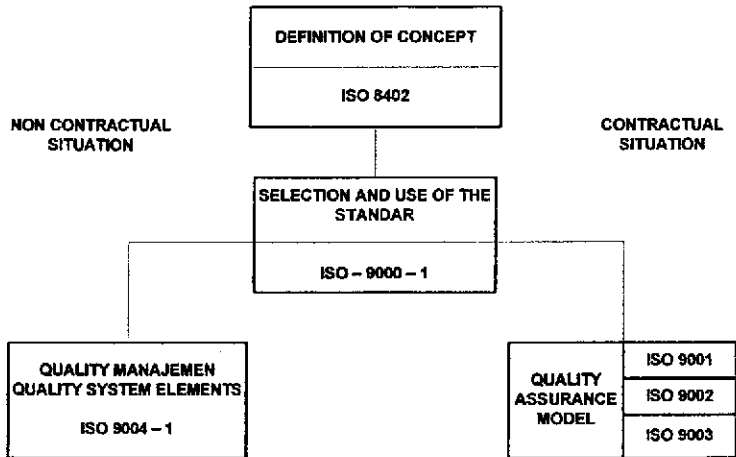 DEFINITION OF CONCEPT
ISO 8402
NON CONTRACTUAL
SITUATION
CONTRACTUAL
SITUATION
SELECTION AND USE OF THE
STANDAR
ISO – 9000 – 1
QUALITY MANAJEMEN
QUALITY SYSTEM ELEMENTS
ISO 9004 – 1
QUALITY
ASSURANCE
MODEL
ISO 9001
ISO 9002
ISO 9003